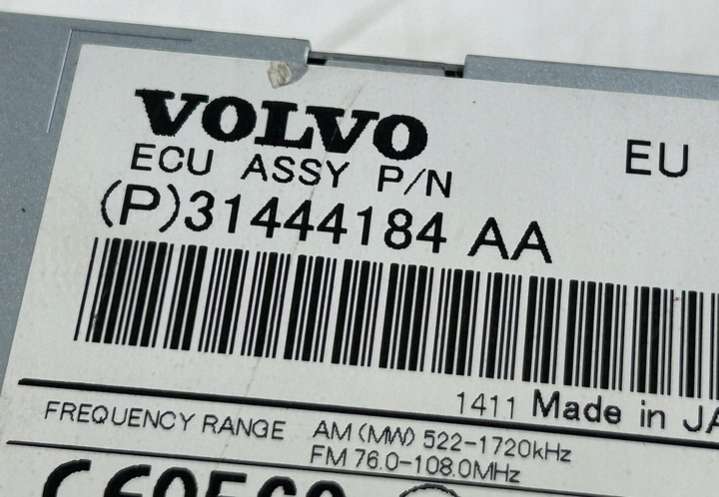 VOLVO
EU
ECU ASSY P/N
(P)31444184 AA
1411 Made in
FREQUENCY RANGE AM(MW) 522-1720kHz
FM 76.0-108.0MHz